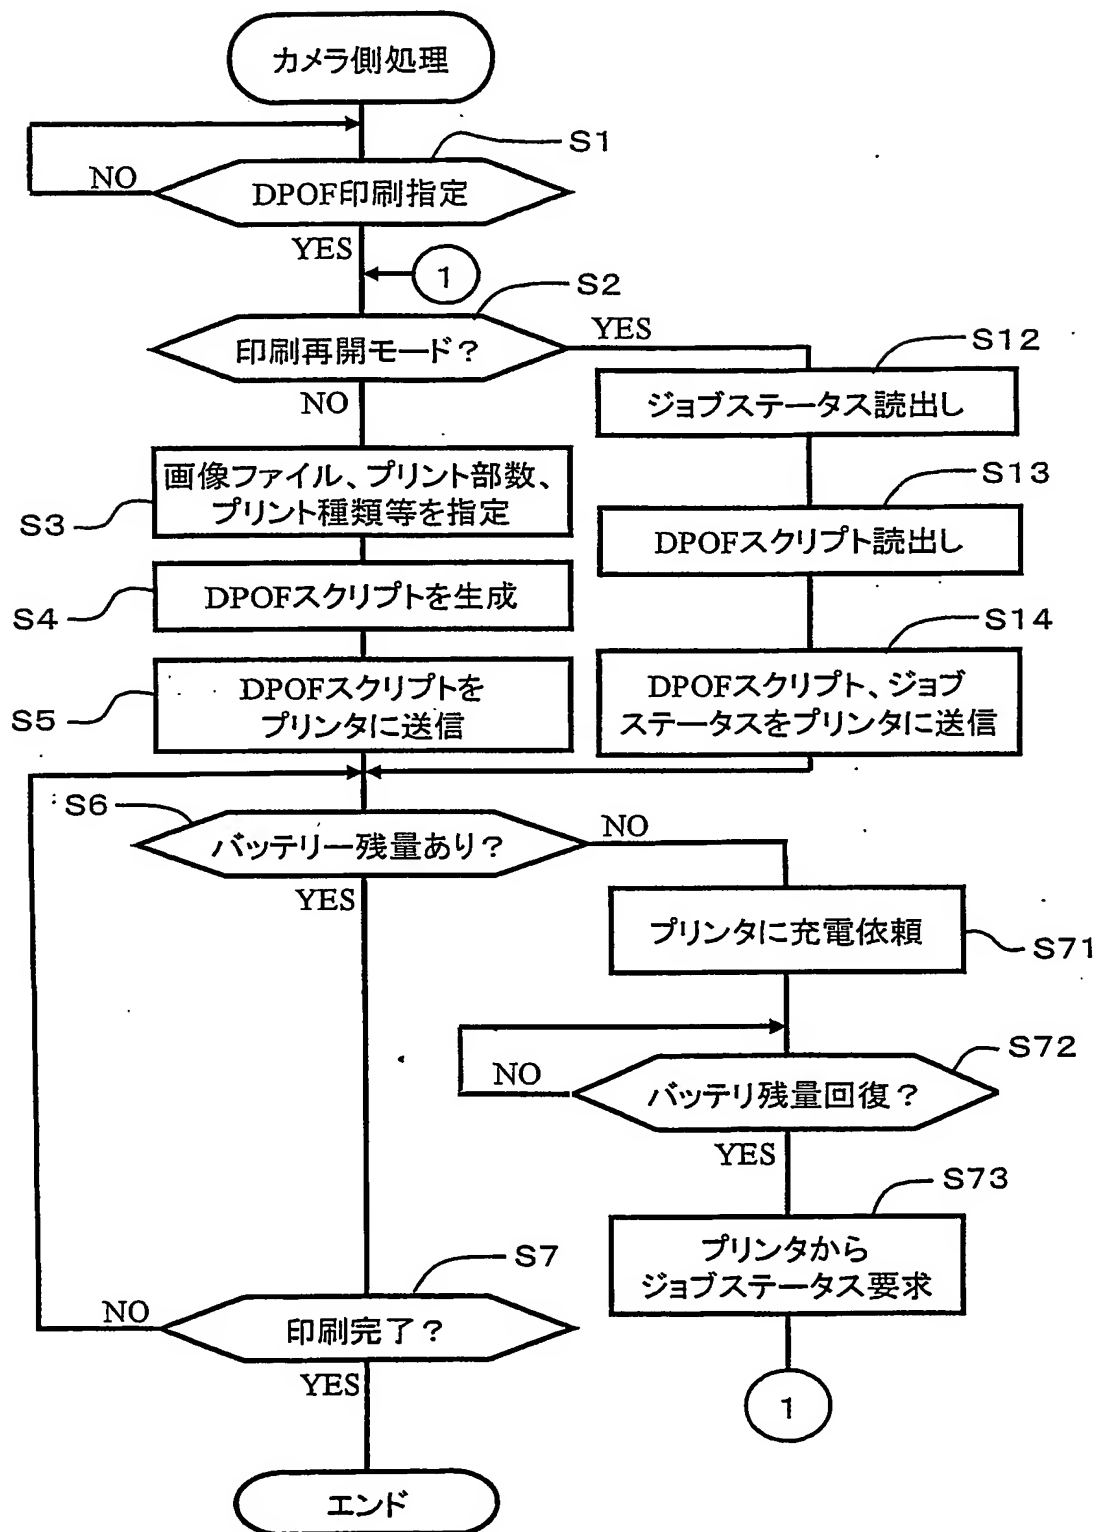 カメラ側処理
S1
NO
DPOF印刷指定
YES
1
S2
印刷再開モード?
YES
NO
S12
ジョブステータス読出し
画像ファイル、プリント部数、
プリント種類等を指定
S3
S13
DPOFスクリプト読出し
DPOFスクリプトを生成
S4
S14
DPOFスクリプトを
プリンタに送信
S5
DPOFスクリプト、ジョブ
ステータスをプリンタに送信
S6
バッテリー残量あり?
NO
YES
プリンタに充電依頼
S71
S72
NO
バッテリ残量回復?
YES
S73
プリンタから
ジョブステータス要求
S7
NO
印刷完了?
YES
1
エンド